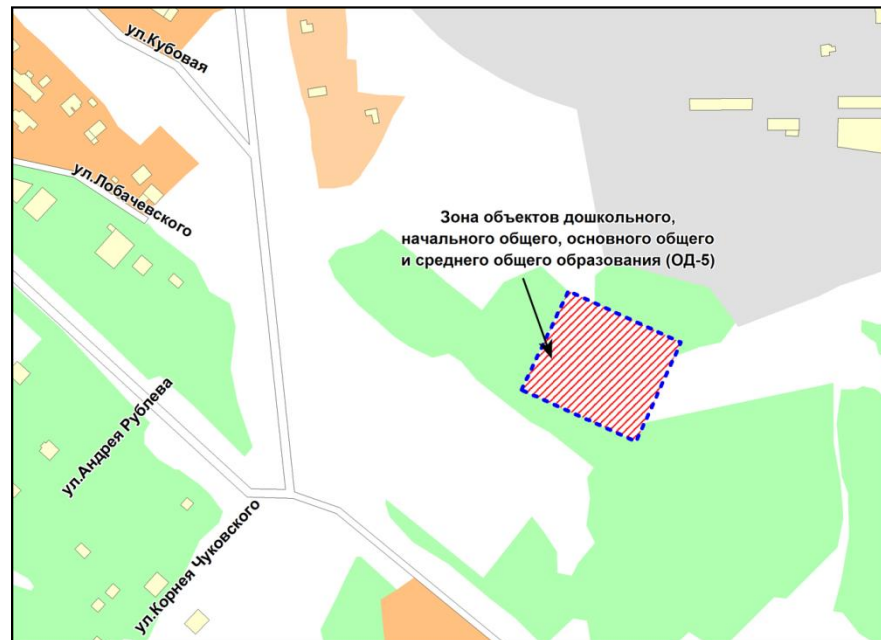 ул.Кубовая
ул.Лобачевского
Зона объектов дошкольного,
начального общего, основного общего
и среднего общего образования (ОД-5)
ул.Андрея Рублева
ул.Корнея Чуковского